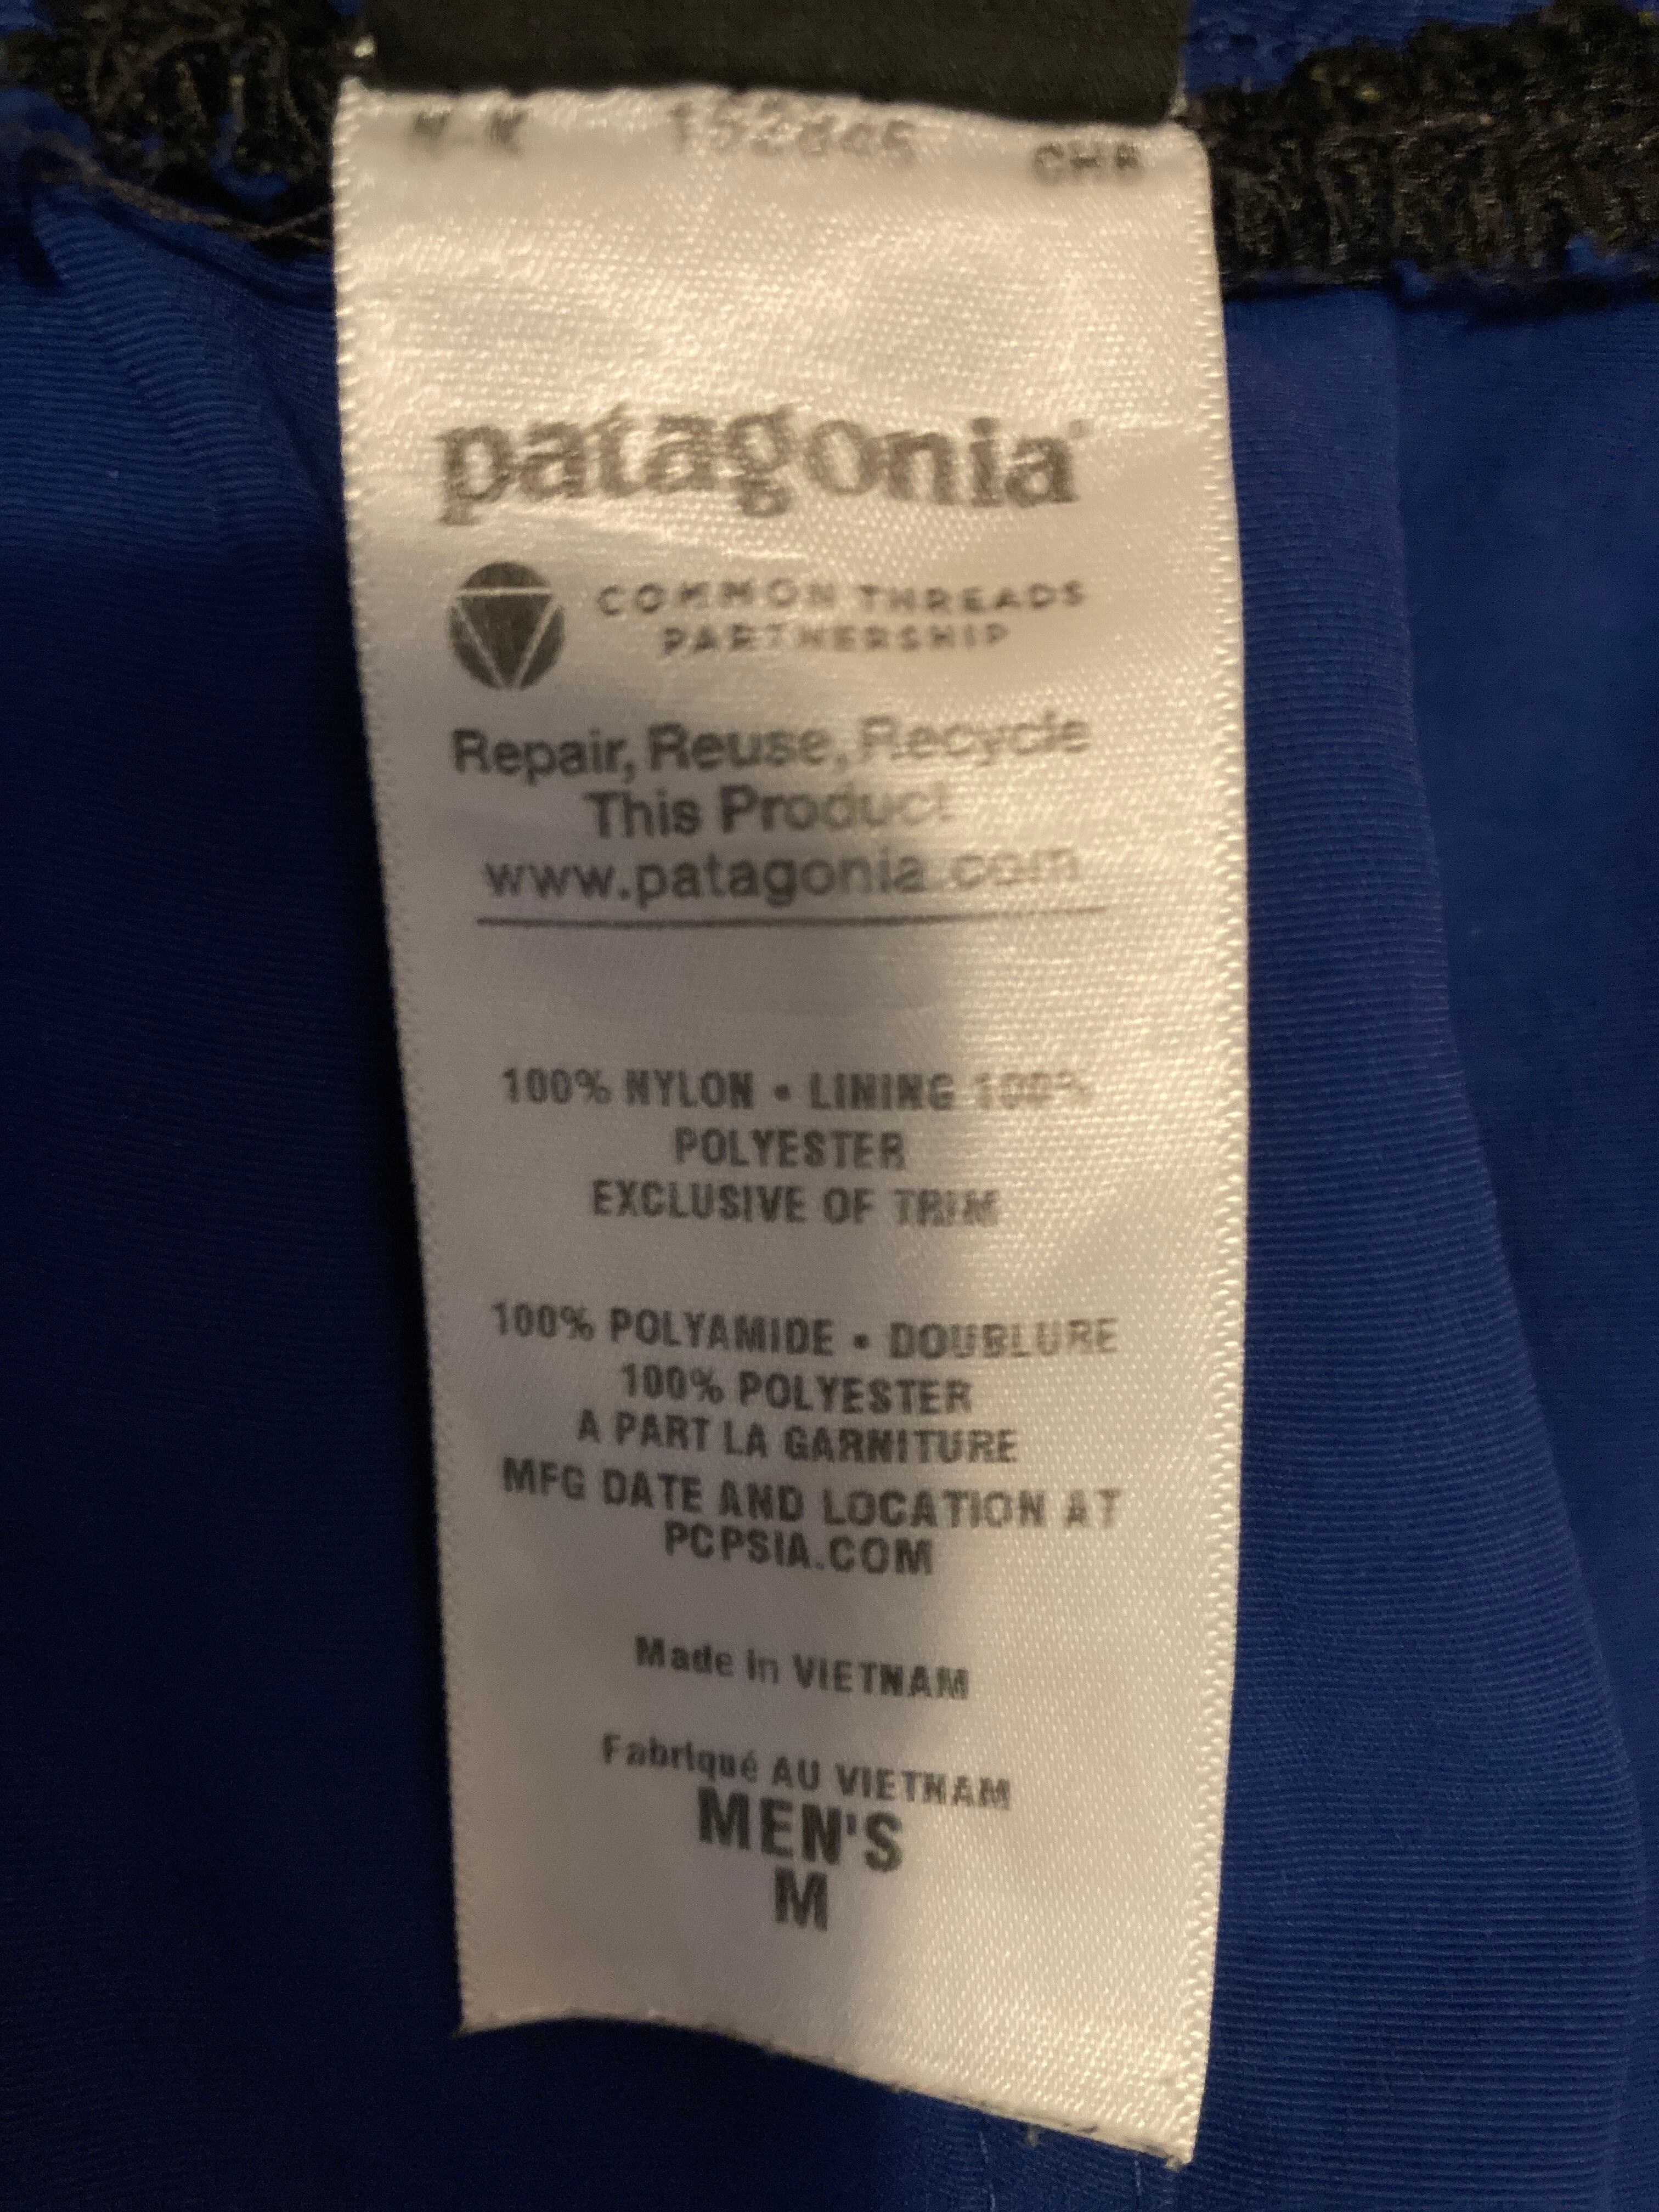 CHR
patagonia®
COMMON THREADS
PARTNERSHIP
Repair, Reuse, Recycle
This Product
www.patagonia.com
100% NYLON • LINING 100%
POLYESTER
EXCLUSIVE OF TRIM
100% POLYAMIDE • DOUBLURE
100% POLYESTER
A PART LA GARNITURE
MFG DATE AND LOCATION AT
PCPSIA.COM
Made in VIETNAM
Fabriqué AU VIETNAM
MEN'S
M